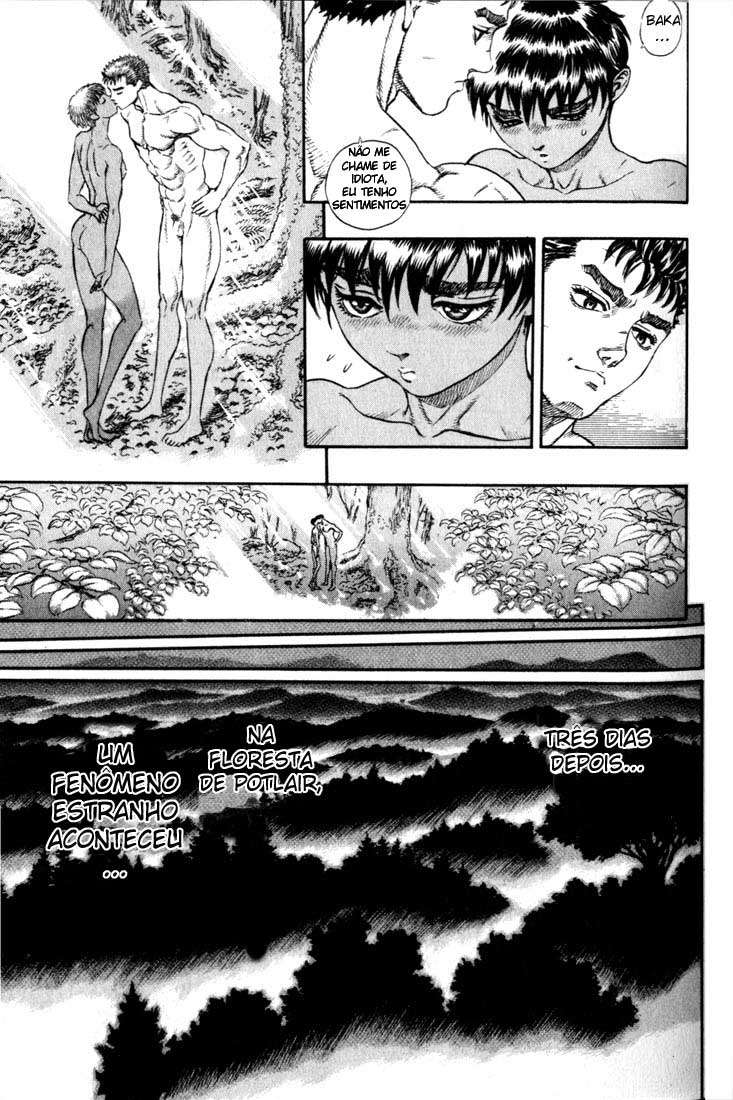 BAKA
...
NÃO ME
CHAME DE
IDIOTA,
EU TENHO
SENTIMENTOS
TRÊS DIAS
DEPOIS...
NA
FLORESTA
DE POTLAIR,
UM
FENÔMENO
ESTRANHO
ACONTECEU
...